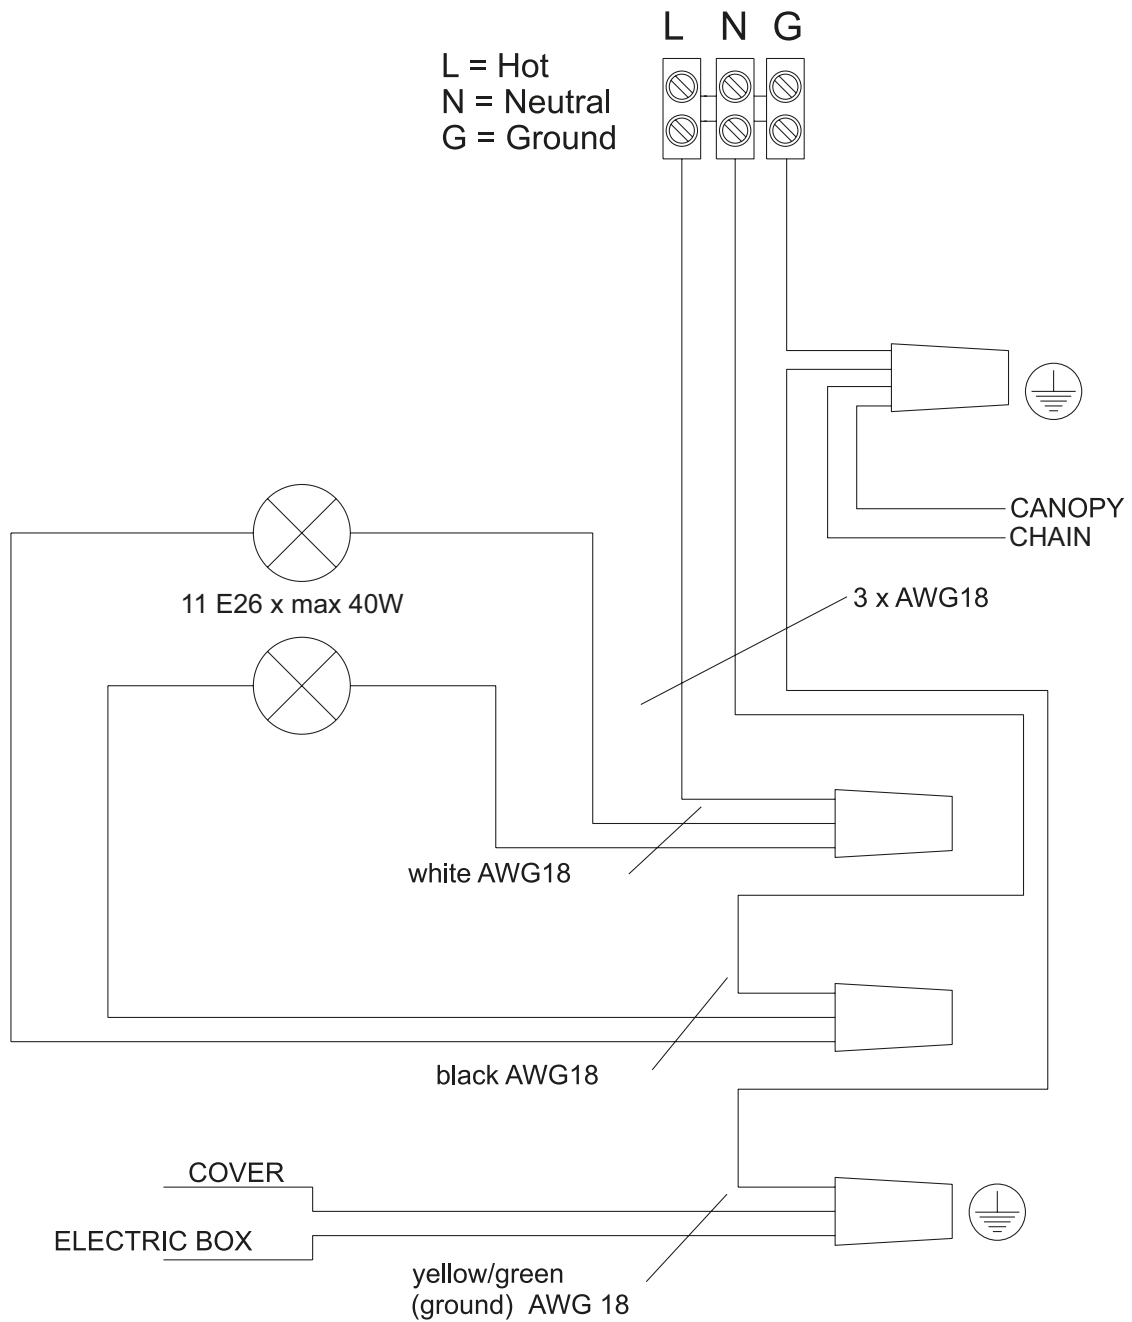 L N G
L = Hot
N = Neutral
G = Ground
CANOPY
CHAIN
11 E26 x max 40W
3 x AWG18
white AWG18
black AWG18
COVER
ELECTRIC BOX
yellow/green
(ground) AWG 18